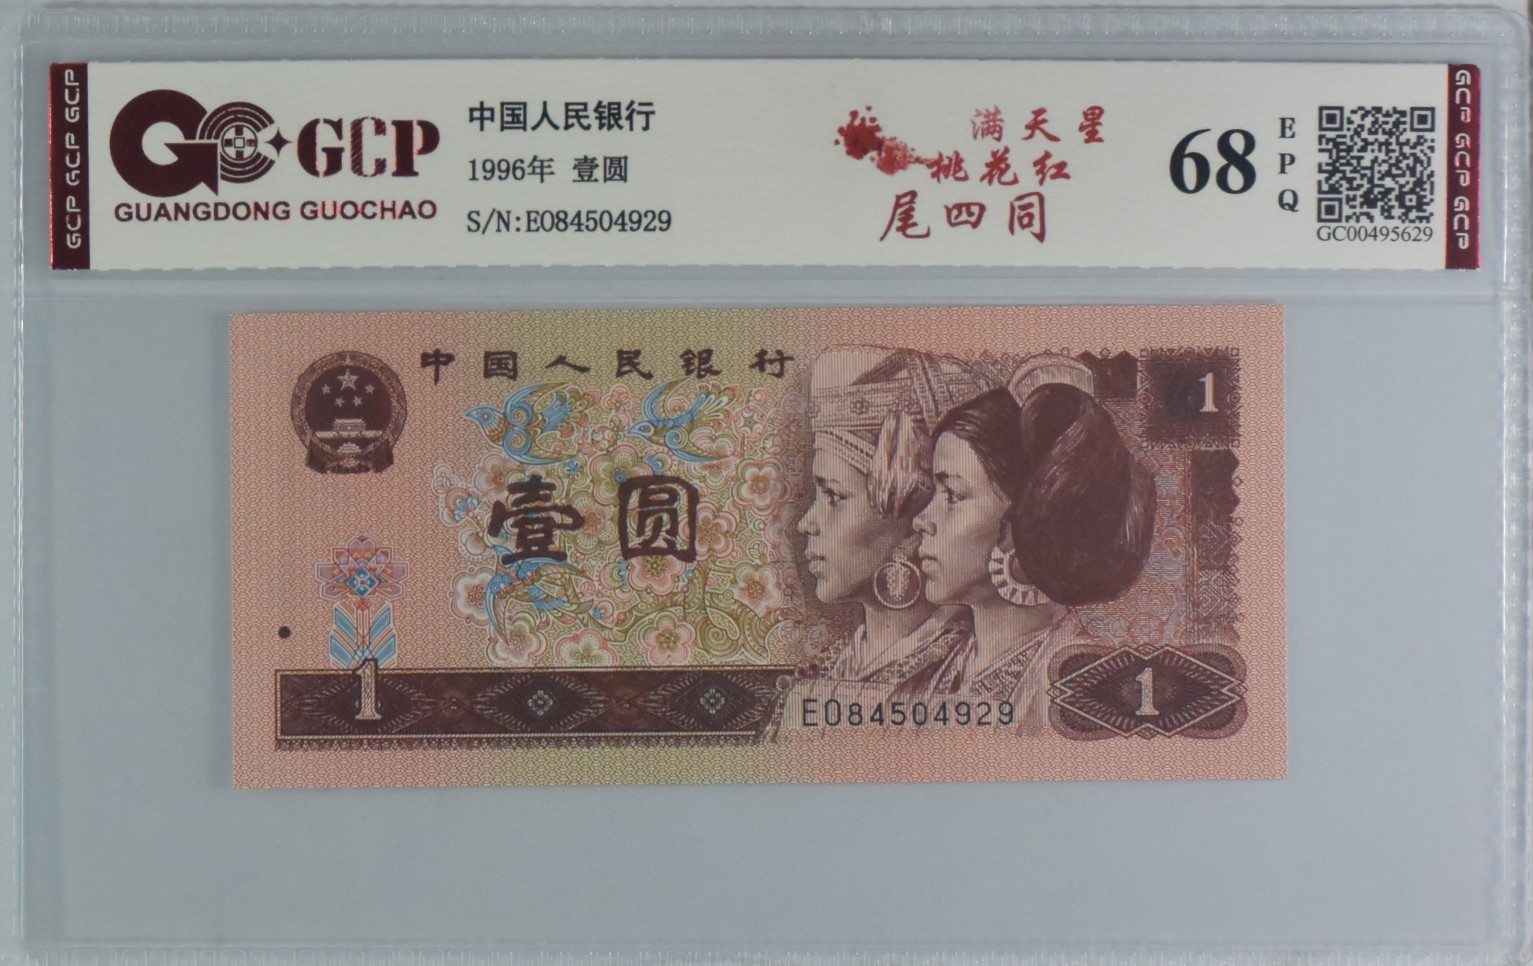 GCP GCP GCP
GCP
GUANGDONG GUOCHAO
中国人民银行
1996年 壹圆
S/N:E084504929
满天星
桃花红
尾四同
68
EPQ
GC00495629
GCP GCP GCP
中国人民银行
1
壹圆
1
E084504929
1